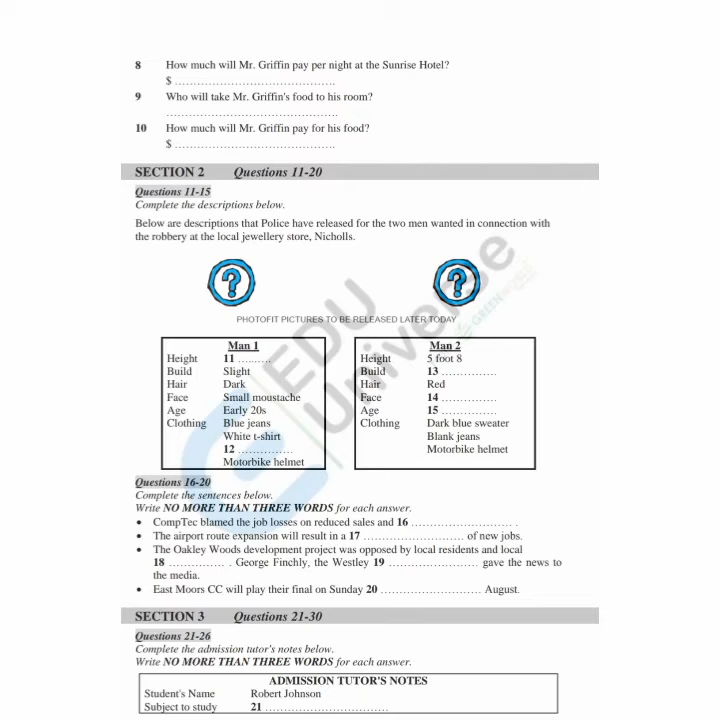 8 How much will Mr. Griffin pay per night at the Sunrise Hotel?
$ ……………………………………
9 Who will take Mr. Griffin's food to his room?
………………………………………
10 How much will Mr. Griffin pay for his food?
$ ……………………………………
SECTION 2 Questions 11-20
Questions 11-15
Complete the descriptions below.
Below are descriptions that Police have released for the two men wanted in connection with
the robbery at the local jewellery store, Nicholls.
PHOTOFIT PICTURES TO BE RELEASED LATER TODAY
EDU
Universe
GREEN
Man 1
Height 11 ………
Build Slight
Hair Dark
Face Small moustache
Age Early 20s
Clothing Blue jeans
White t-shirt
12 ……………
Motorbike helmet
Man 2
Height 5 foot 8
Build 13 ……………
Hair Red
Face 14 ……………
Age 15 ……………
Clothing Dark blue sweater
Blank jeans
Motorbike helmet
Questions 16-20
Complete the sentences below.
Write NO MORE THAN THREE WORDS for each answer.
• CompTec blamed the job losses on reduced sales and 16 ……………………… .
• The airport route expansion will result in a 17 ……………………… of new jobs.
• The Oakley Woods development project was opposed by local residents and local
18 …………… . George Finchly, the Westley 19 …………………… gave the news to
the media.
• East Moors CC will play their final on Sunday 20 ……………………… August.
SECTION 3 Questions 21-30
Questions 21-26
Complete the admission tutor's notes below.
Write NO MORE THAN THREE WORDS for each answer.
ADMISSION TUTOR'S NOTES
Student's Name Robert Johnson
Subject to study 21 ……………………………